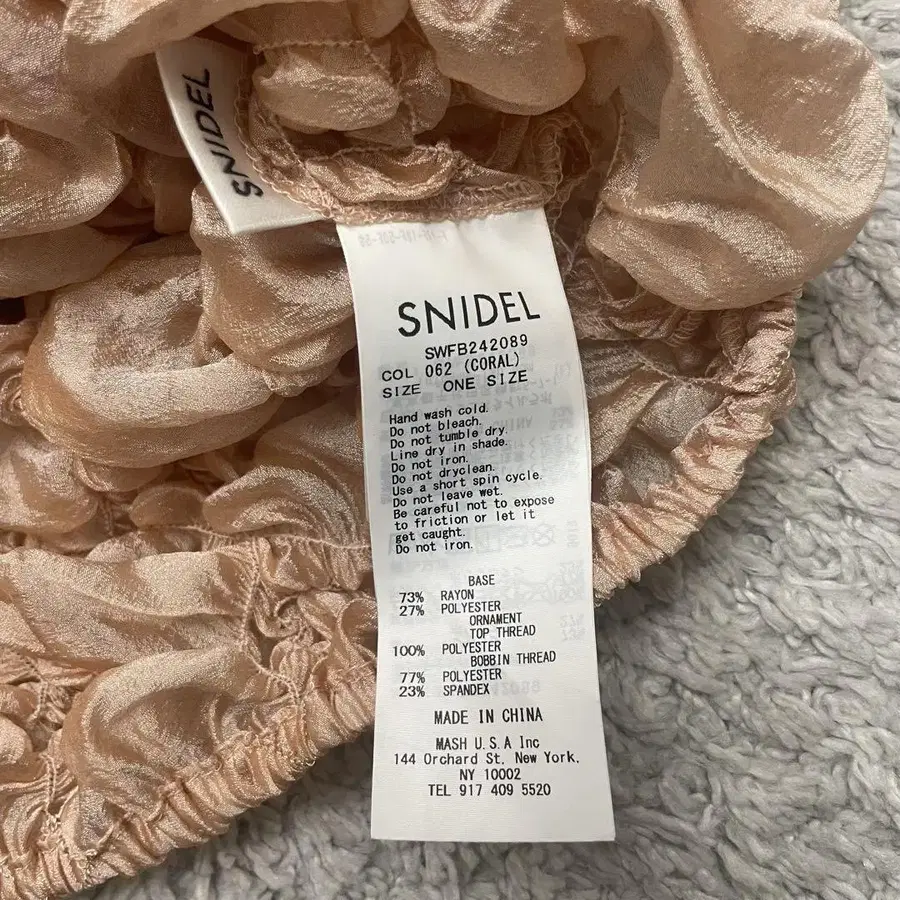 SNIDEL
SNIDEL
SWFB242089
COL 062 (CORAL)
SIZE ONE SIZE
Hand wash cold.
Do not bleach.
Do not tumble dry.
Line dry in shade.
Do not iron.
Do not dryclean.
Use a short spin cycle.
Do not leave wet.
Be careful not to expose
to friction or let it
get caught.
Do not iron.
BASE
73% RAYON
27% POLYESTER
ORNAMENT
TOP THREAD
100% POLYESTER
BOBBIN THREAD
77% POLYESTER
23% SPANDEX
MADE IN CHINA
MASH U.S.A Inc
144 Orchard St. New York.
NY 10002
TEL 917 409 5520